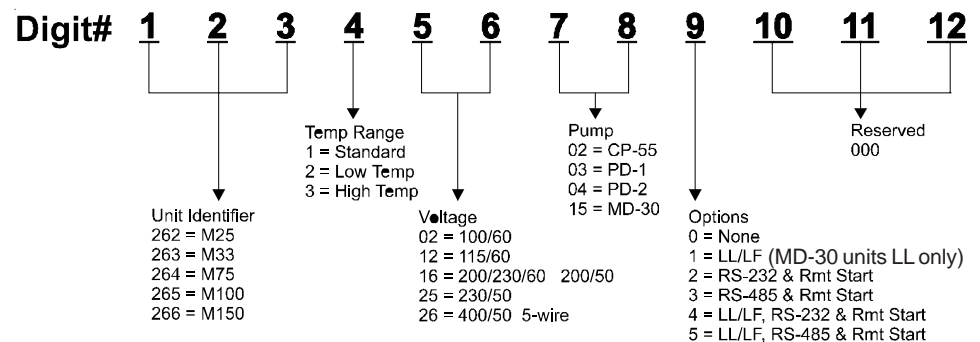 Digit# 1 2 3 4 5 6 7 8 9 10 11 12
Temp Range
1 = Standard
2 = Low Temp
3 = High Temp
Pump
02 = CP-55
03 = PD-1
04 = PD-2
15 = MD-30
Reserved
000
Unit Identifier
262 = M25
263 = M33
264 = M75
265 = M100
266 = M150
Voltage
02 = 100/60
12 = 115/60
16 = 200/230/60 200/50
25 = 230/50
26 = 400/50 5-wire
Options
0 = None
1 = LL/LF (MD-30 units LL only)
2 = RS-232 & Rmt Start
3 = RS-485 & Rmt Start
4 = LL/LF, RS-232 & Rmt Start
5 = LL/LF, RS-485 & Rmt Start